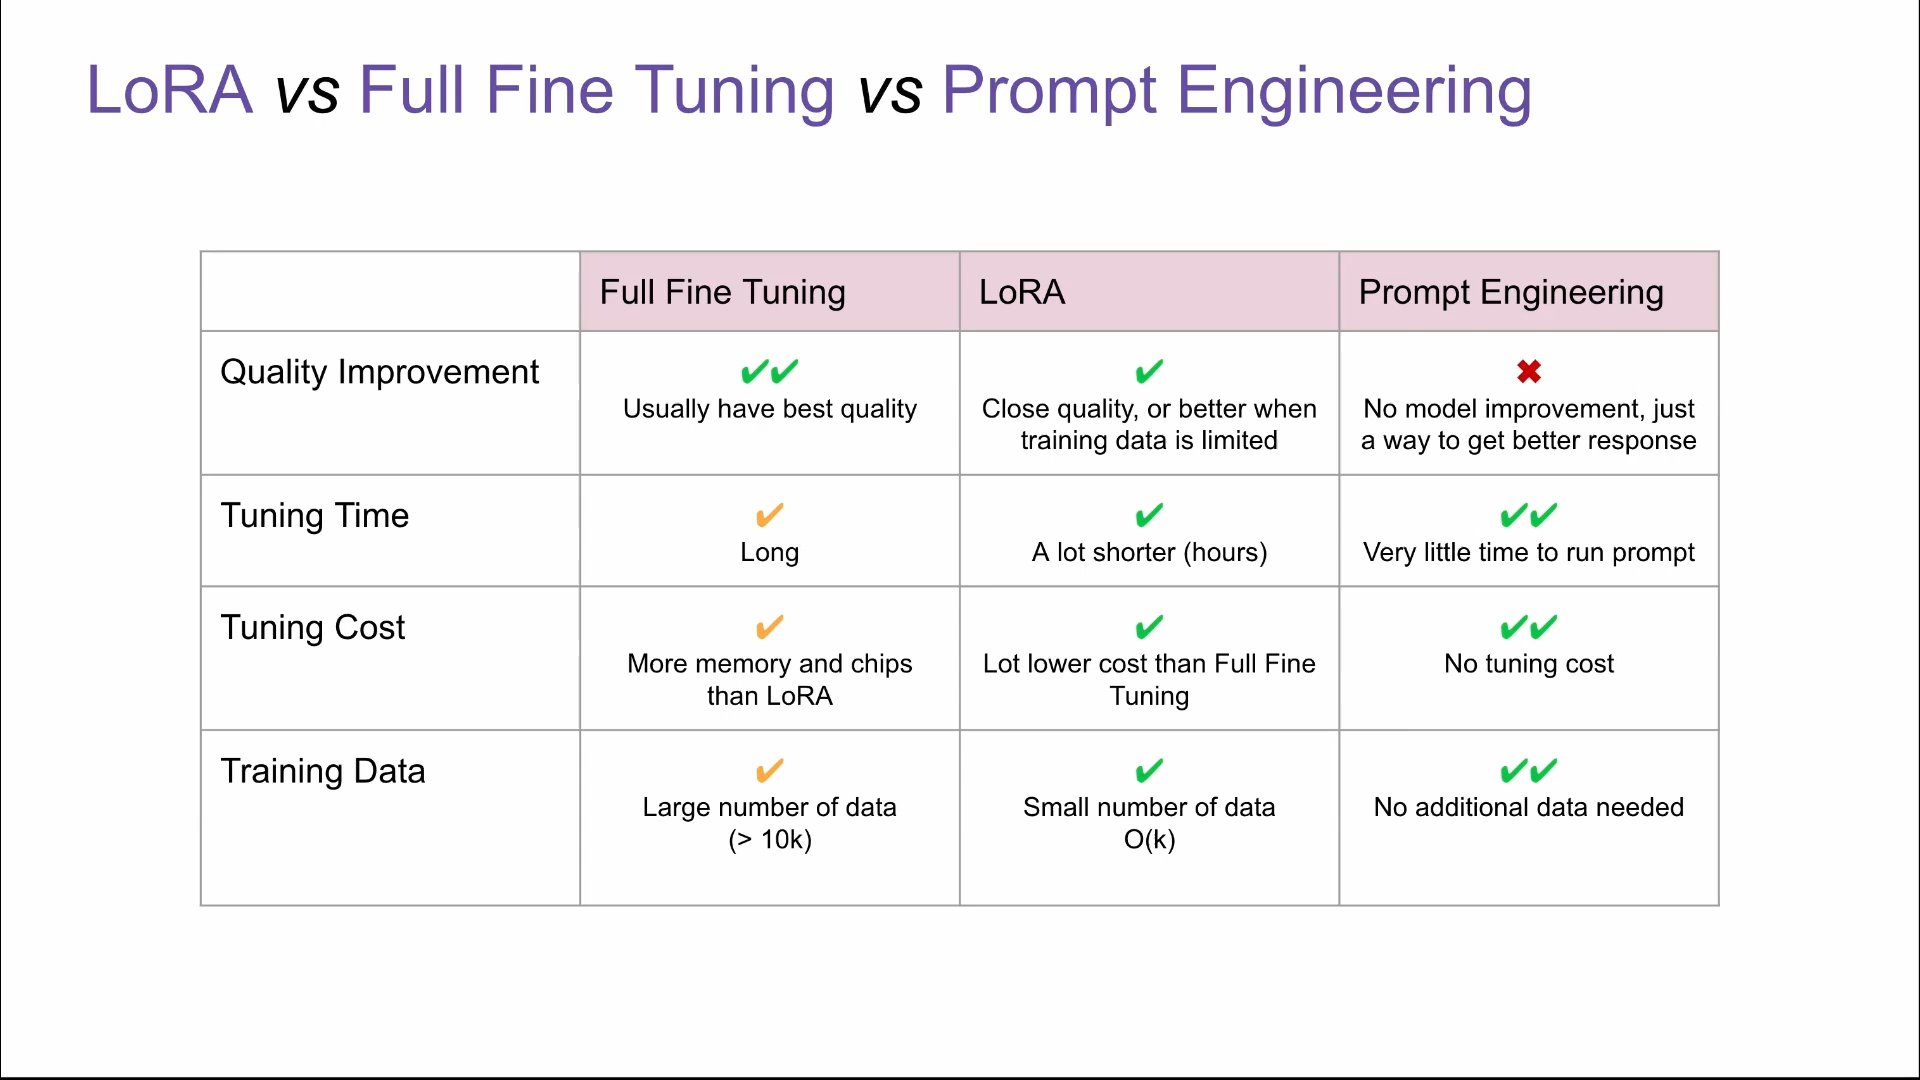 LoRA vs Full Fine Tuning vs Prompt Engineering
Full Fine Tuning
LoRA
Prompt Engineering
Quality Improvement
✔✔
Usually have best quality
✔
Close quality, or better when
training data is limited
✖
No model improvement, just
a way to get better response
Tuning Time
✔
Long
✔
A lot shorter (hours)
✔✔
Very little time to run prompt
Tuning Cost
✔
More memory and chips
than LoRA
✔
Lot lower cost than Full Fine
Tuning
✔✔
No tuning cost
Training Data
✔
Large number of data
(> 10k)
✔
Small number of data
O(k)
✔✔
No additional data needed